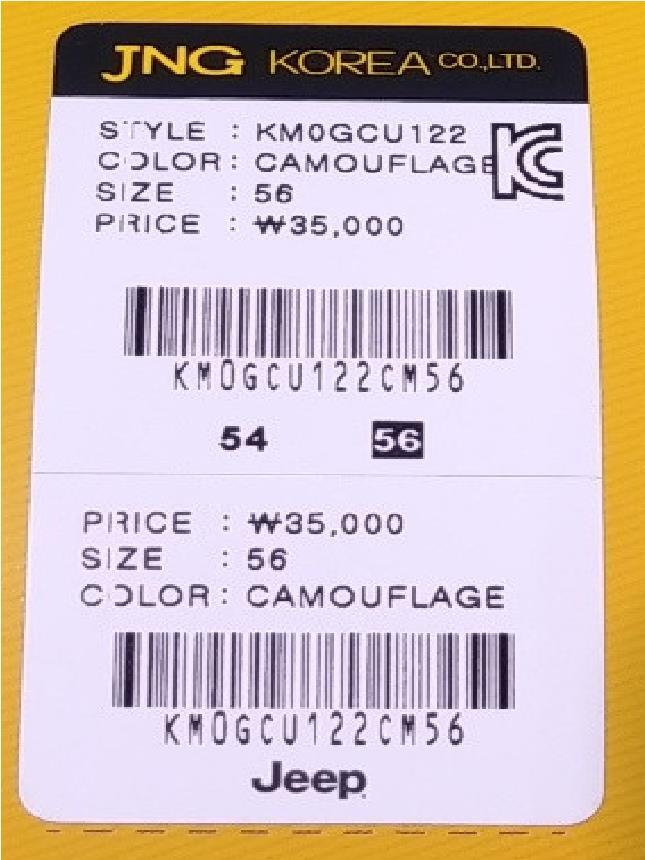 JNG KOREA CO.,LTD.
STYLE : KM0GCU122
COLOR : CAMOUFLAGE
SIZE : 56
PRICE : ₩35,000
KM0GCU122CM56
54 56
PRICE : ₩35,000
SIZE : 56
COLOR : CAMOUFLAGE
KM0GCU122CM56
Jeep